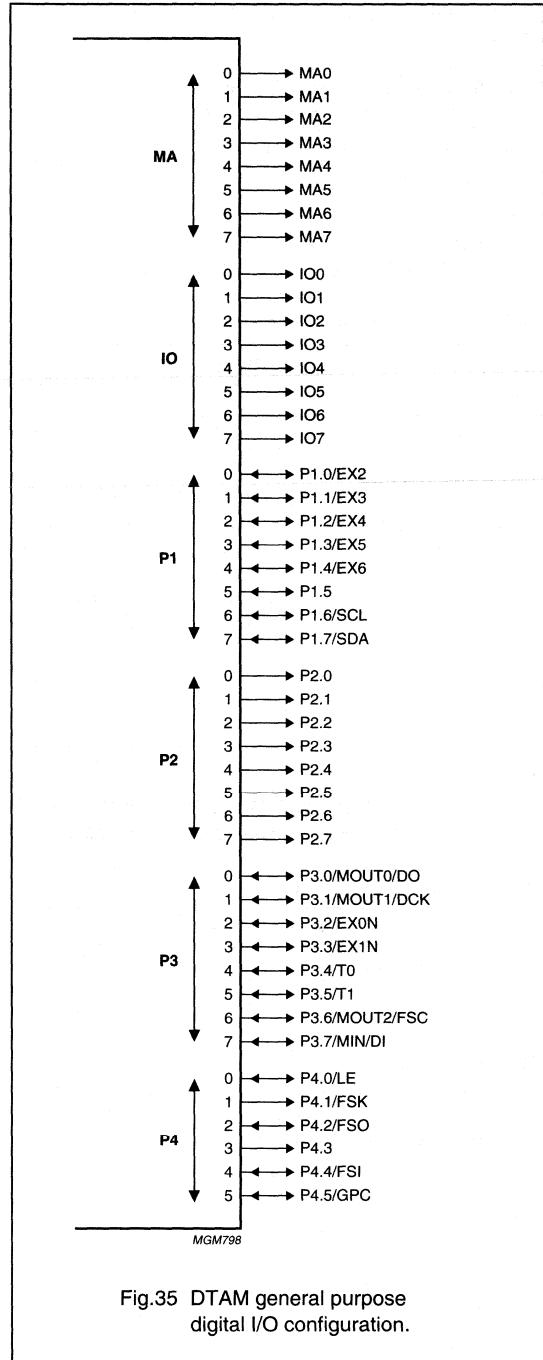 MA
0 MA0
1 MA1
2 MA2
3 MA3
4 MA4
5 MA5
6 MA6
7 MA7
IO
0 IO0
1 IO1
2 IO2
3 IO3
4 IO4
5 IO5
6 IO6
7 IO7
P1
0 P1.0/EX2
1 P1.1/EX3
2 P1.2/EX4
3 P1.3/EX5
4 P1.4/EX6
5 P1.5
6 P1.6/SCL
7 P1.7/SDA
P2
0 P2.0
1 P2.1
2 P2.2
3 P2.3
4 P2.4
5 P2.5
6 P2.6
7 P2.7
P3
0 P3.0/MOUT0/DO
1 P3.1/MOUT1/DCK
2 P3.2/EX0N
3 P3.3/EX1N
4 P3.4/T0
5 P3.5/T1
6 P3.6/MOUT2/FSC
7 P3.7/MIN/DI
P4
0 P4.0/LE
1 P4.1/FSK
2 P4.2/FSO
3 P4.3
4 P4.4/FSI
5 P4.5/GPC
MGM798
Fig.35 DTAM general purpose
digital I/O configuration.